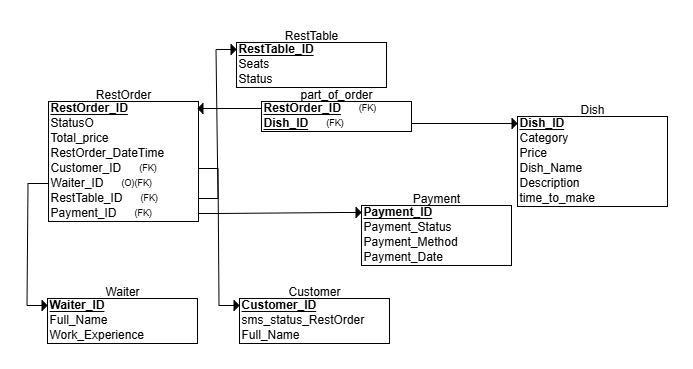 RestTable
RestTable_ID
Seats
Status
RestOrder
RestOrder_ID
StatusO
Total_price
RestOrder_DateTime
Customer_ID (FK)
Waiter_ID (O)(FK)
RestTable_ID (FK)
Payment_ID (FK)
part_of_order
RestOrder_ID (FK)
Dish_ID (FK)
Dish
Dish_ID
Category
Price
Dish_Name
Description
time_to_make
Payment
Payment_ID
Payment_Status
Payment_Method
Payment_Date
Waiter
Waiter_ID
Full_Name
Work_Experience
Customer
Customer_ID
sms_status_RestOrder
Full_Name